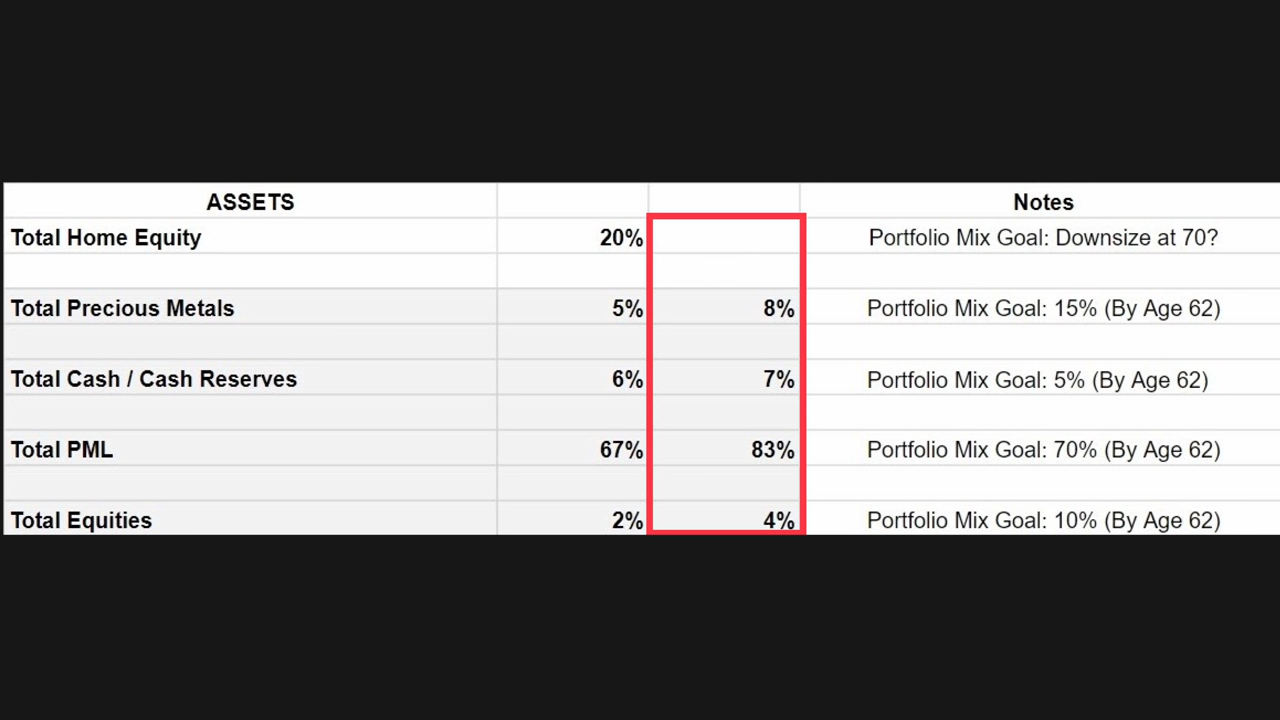 ASSETS Notes
Total Home Equity 20% Portfolio Mix Goal: Downsize at 70?
Total Precious Metals 5% 8% Portfolio Mix Goal: 15% (By Age 62)
Total Cash / Cash Reserves 6% 7% Portfolio Mix Goal: 5% (By Age 62)
Total PML 67% 83% Portfolio Mix Goal: 70% (By Age 62)
Total Equities 2% 4% Portfolio Mix Goal: 10% (By Age 62)